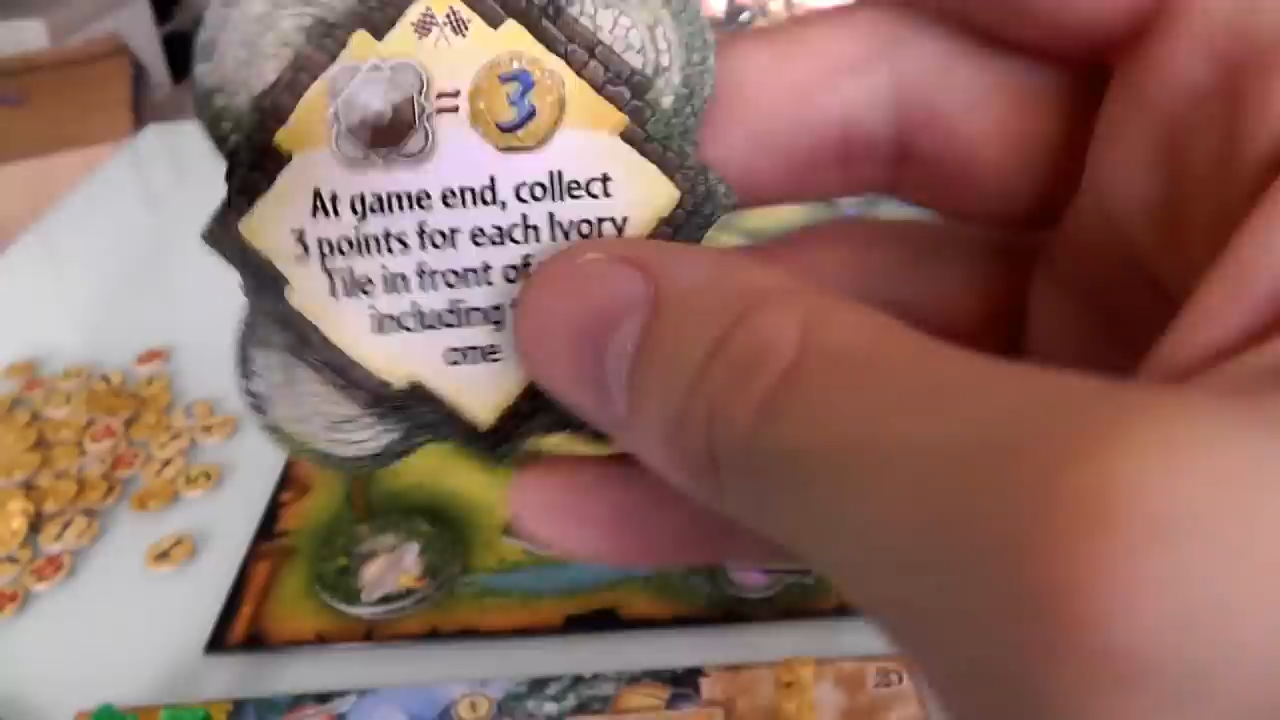 = 3
At game end, collect
3 points for each Ivory
Tile in front of
including
one